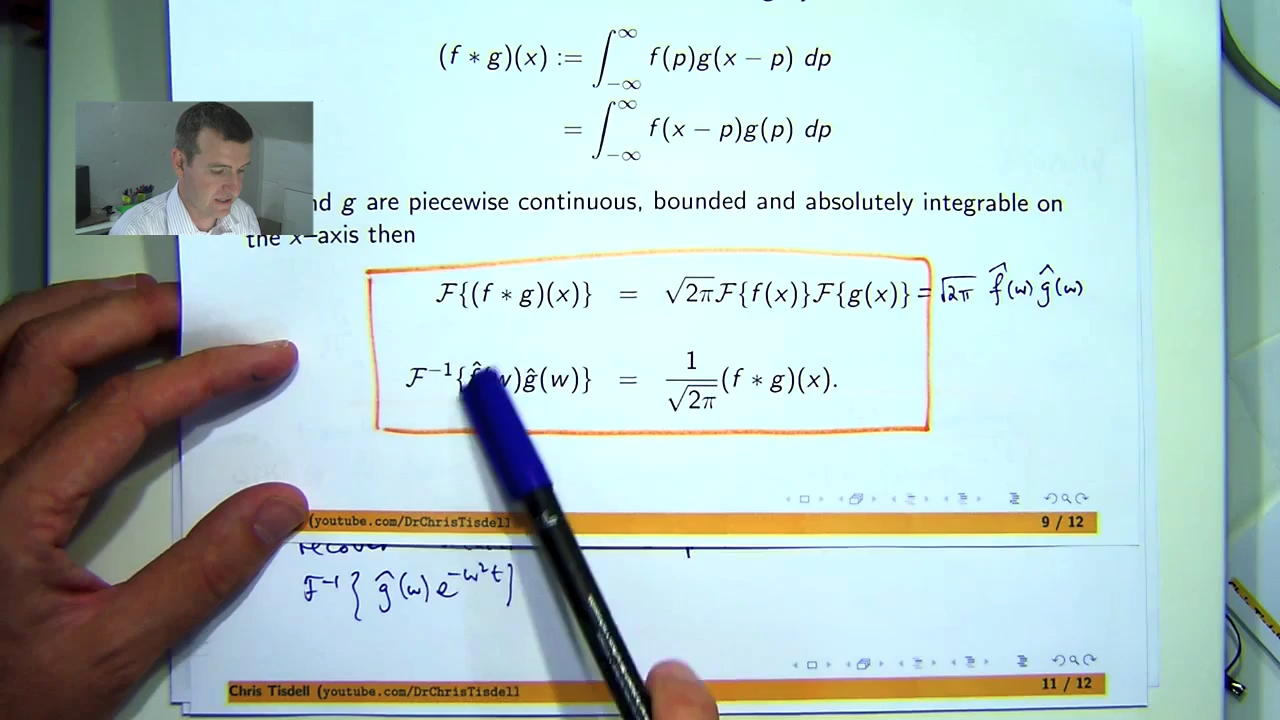 (f ∗ g)(x) := ∫_{−∞}^{∞} f(p)g(x − p) dp
= ∫_{−∞}^{∞} f(x − p)g(p) dp
g are piecewise continuous, bounded and absolutely integrable on
the x–axis then
F{(f ∗ g)(x)} = √2π F{f(x)}F{g(x)} = √2π f̂(w) ĝ(w)
F⁻¹{f̂(w)ĝ(w)} = 1/√2π (f ∗ g)(x).
(youtube.com/DrChrisTisdell 9 / 12
recover
F⁻¹{ ĝ(w) e^{−w²t} }
Chris Tisdell (youtube.com/DrChrisTisdell 11 / 12